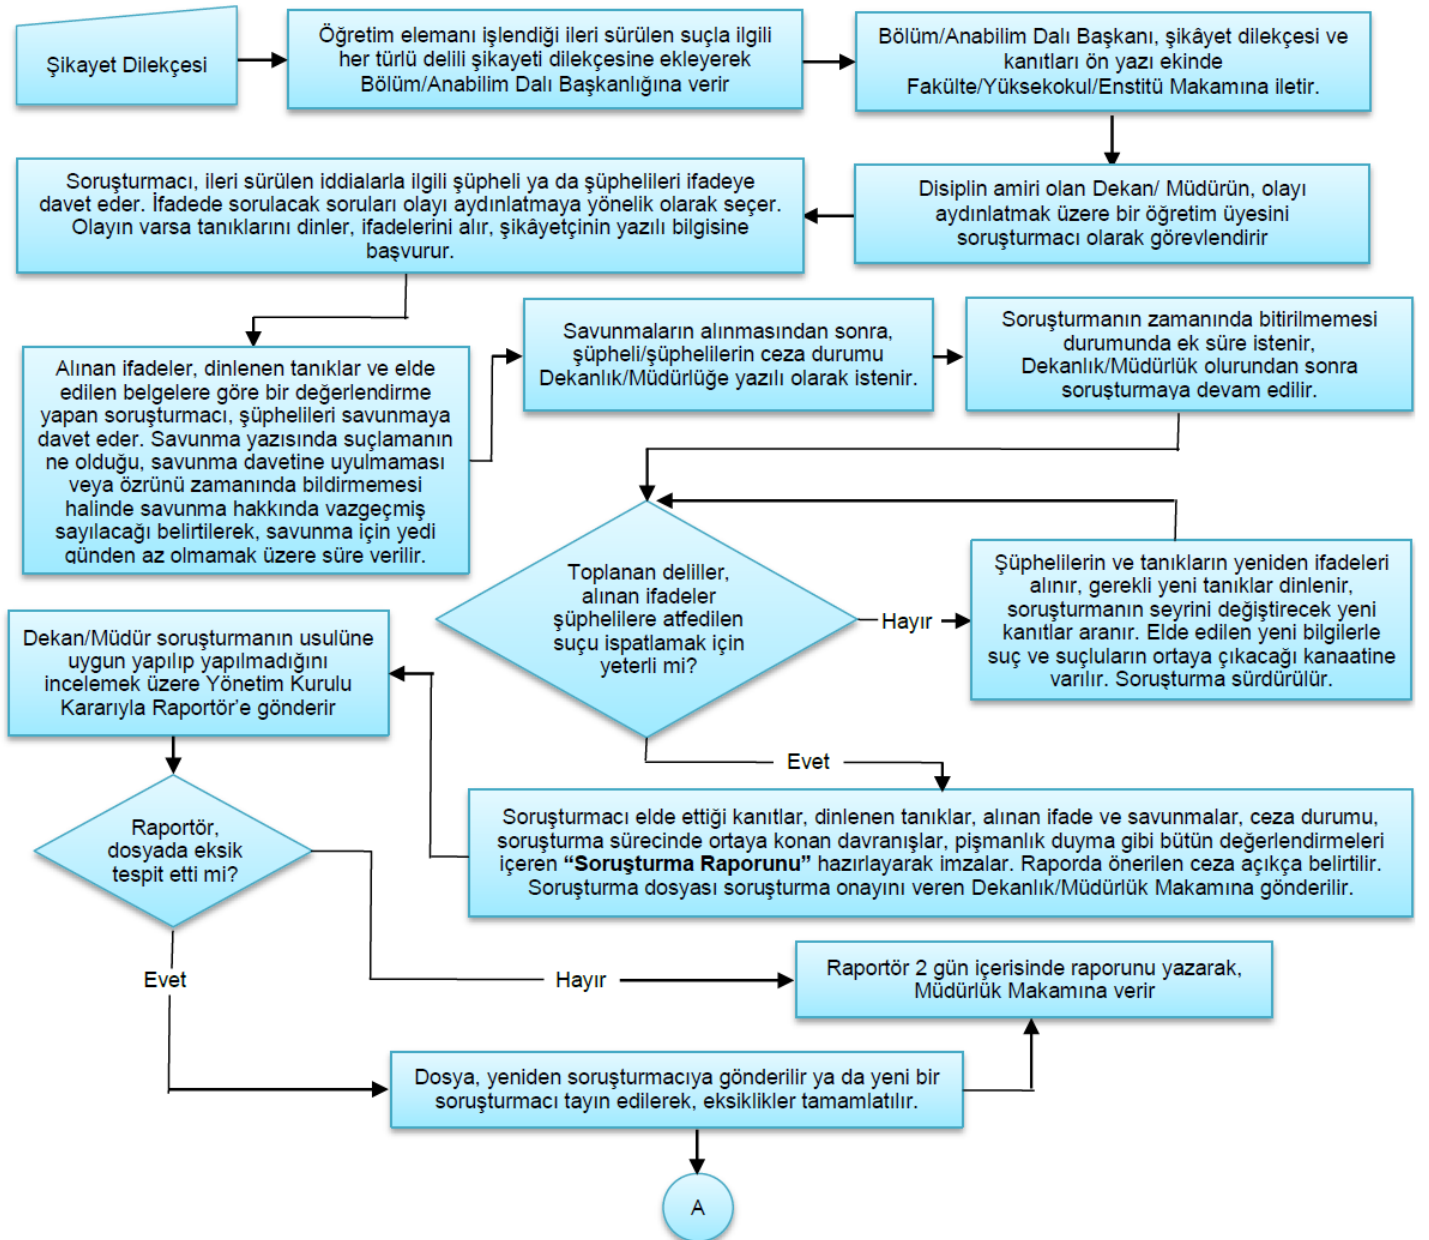 Şikayet Dilekçesi
Öğretim elemanı işlendiği ileri sürülen suçla ilgili
her türlü delili şikayeti dilekçesine ekleyerek
Bölüm/Anabilim Dalı Başkanlığına verir
Bölüm/Anabilim Dalı Başkanı, şikâyet dilekçesi ve
kanıtları ön yazı ekinde
Fakülte/Yüksekokul/Enstitü Makamına iletir.
Disiplin amiri olan Dekan/ Müdürün, olayı
aydınlatmak üzere bir öğretim üyesini
soruşturmacı olarak görevlendirir
Soruşturmacı, ileri sürülen iddialarla ilgili şüpheli ya da şüphelileri ifadeye
davet eder. İfadede sorulacak soruları olayı aydınlatmaya yönelik olarak seçer.
Olayın varsa tanıklarını dinler, ifadelerini alır, şikâyetçinin yazılı bilgisine
başvurur.
Alınan ifadeler, dinlenen tanıklar ve elde
edilen belgelere göre bir değerlendirme
yapan soruşturmacı, şüphelileri savunmaya
davet eder. Savunma yazısında suçlamanın
ne olduğu, savunma davetine uyulmaması
veya özrünü zamanında bildirmemesi
halinde savunma hakkında vazgeçmiş
sayılacağı belirtilerek, savunma için yedi
günden az olmamak üzere süre verilir.
Savunmaların alınmasından sonra,
şüpheli/şüphelilerin ceza durumu
Dekanlık/Müdürlüğe yazılı olarak istenir.
Soruşturmanın zamanında bitirilmemesi
durumunda ek süre istenir,
Dekanlık/Müdürlük olurundan sonra
soruşturmaya devam edilir.
Toplanan deliller,
alınan ifadeler
şüphelilere atfedilen
suçu ispatlamak için
yeterli mi?
Hayır
Şüphelilerin ve tanıkların yeniden ifadeleri
alınır, gerekli yeni tanıklar dinlenir,
soruşturmanın seyrini değiştirecek yeni
kanıtlar aranır. Elde edilen yeni bilgilerle
suç ve suçluların ortaya çıkacağı kanaatine
varılır. Soruşturma sürdürülür.
Evet
Soruşturmacı elde ettiği kanıtlar, dinlenen tanıklar, alınan ifade ve savunmalar, ceza durumu,
soruşturma sürecinde ortaya konan davranışlar, pişmanlık duyma gibi bütün değerlendirmeleri
içeren “Soruşturma Raporunu” hazırlayarak imzalar. Raporda önerilen ceza açıkça belirtilir.
Soruşturma dosyası soruşturma onayını veren Dekanlık/Müdürlük Makamına gönderilir.
Dekan/Müdür soruşturmanın usulüne
uygun yapılıp yapılmadığını
incelemek üzere Yönetim Kurulu
Kararıyla Raportör’e gönderir
Raportör,
dosyada eksik
tespit etti mi?
Evet
Hayır
Raportör 2 gün içerisinde raporunu yazarak,
Müdürlük Makamına verir
Dosya, yeniden soruşturmacıya gönderilir ya da yeni bir
soruşturmacı tayin edilerek, eksiklikler tamamlatılır.
A